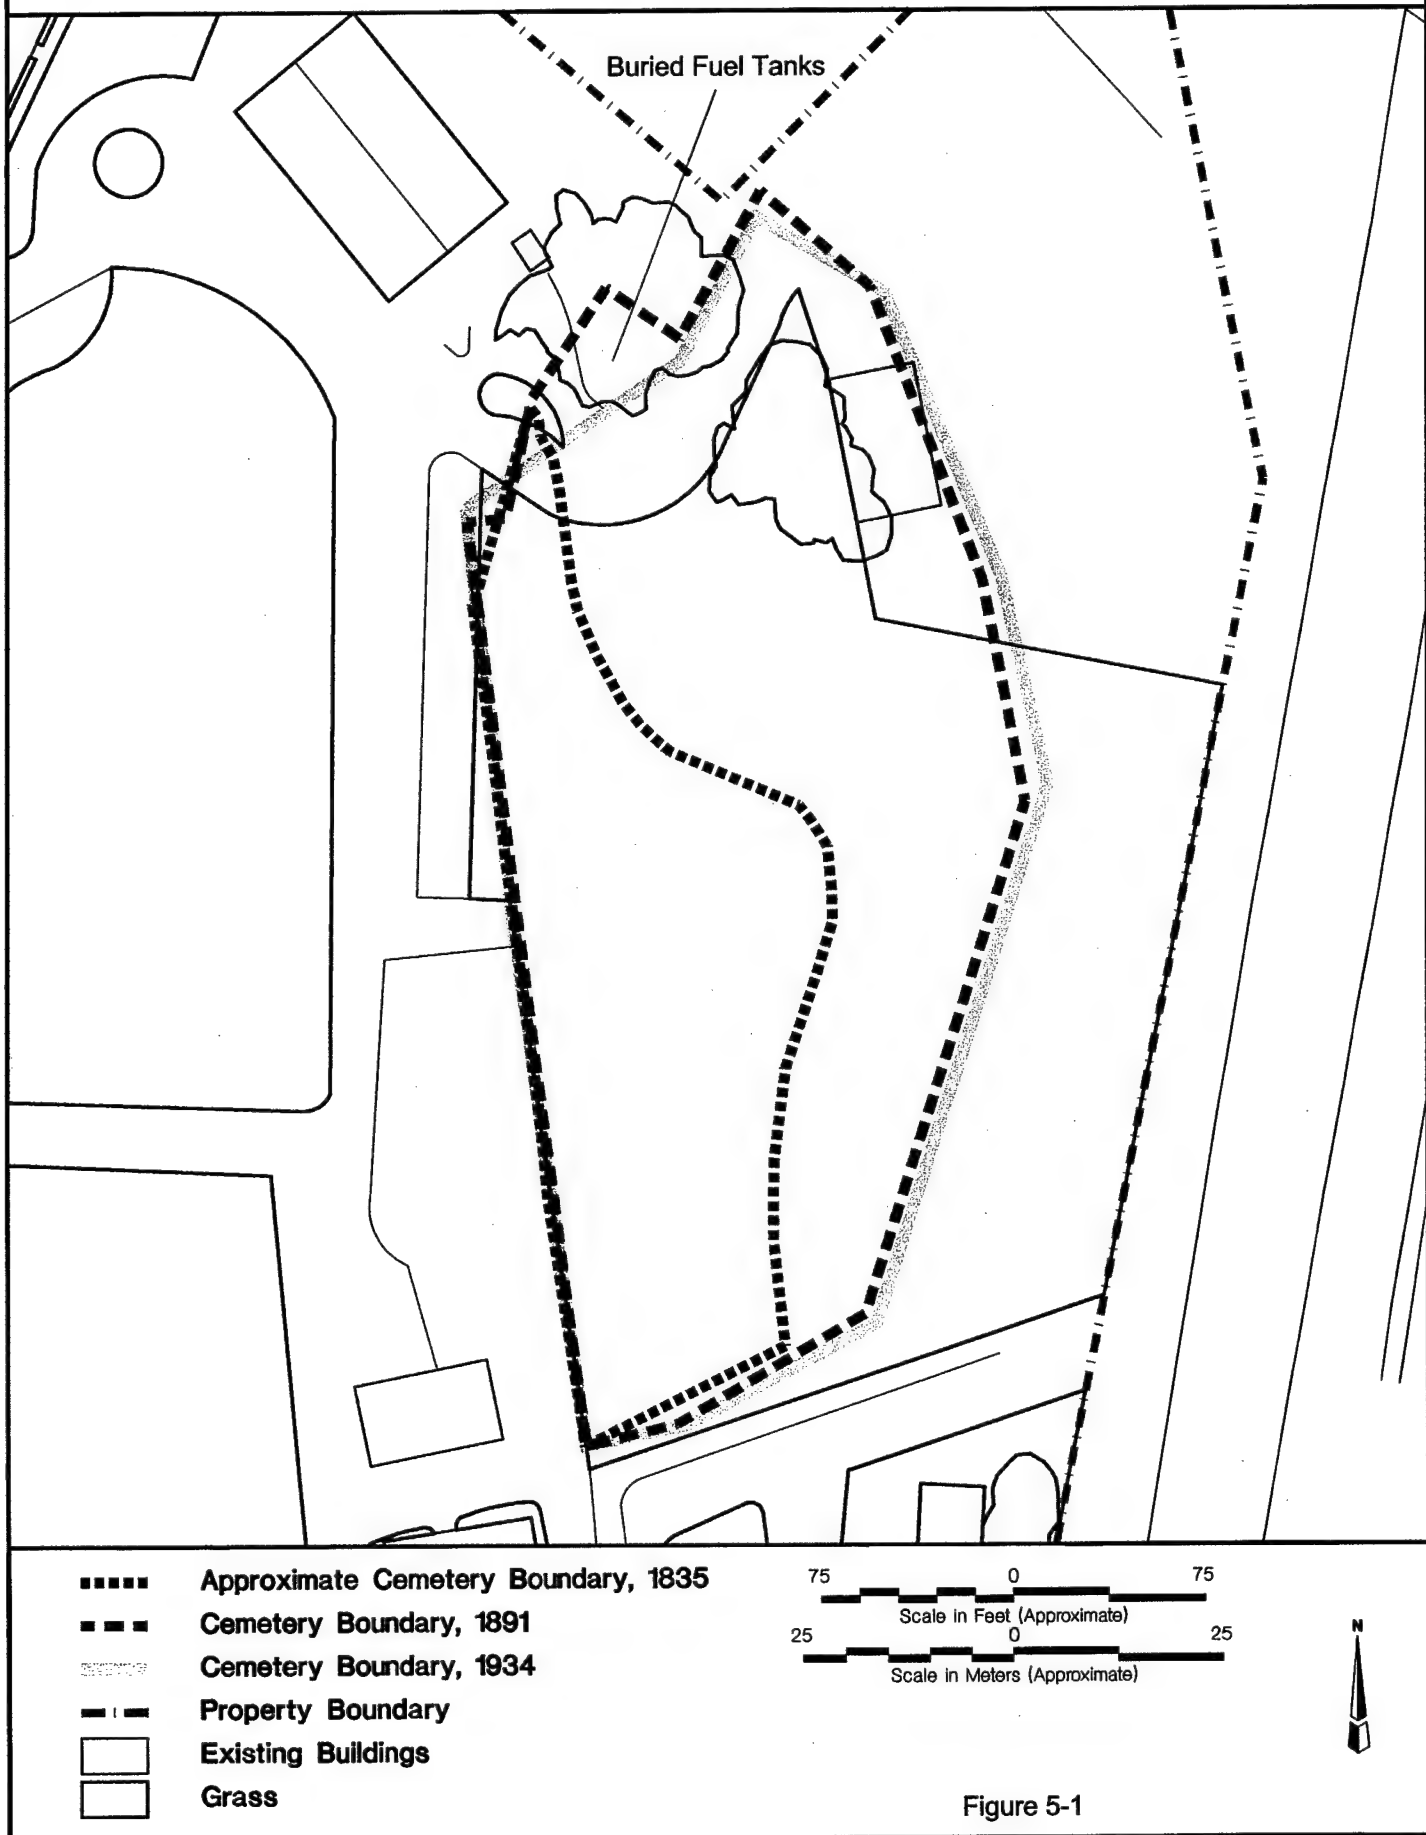 Buried Fuel Tanks
Approximate Cemetery Boundary, 1835
Cemetery Boundary, 1891
Cemetery Boundary, 1934
Property Boundary
Existing Buildings
Grass
75 0 75
Scale in Feet (Approximate)
25 0 25
Scale in Meters (Approximate)
N
Figure 5-1